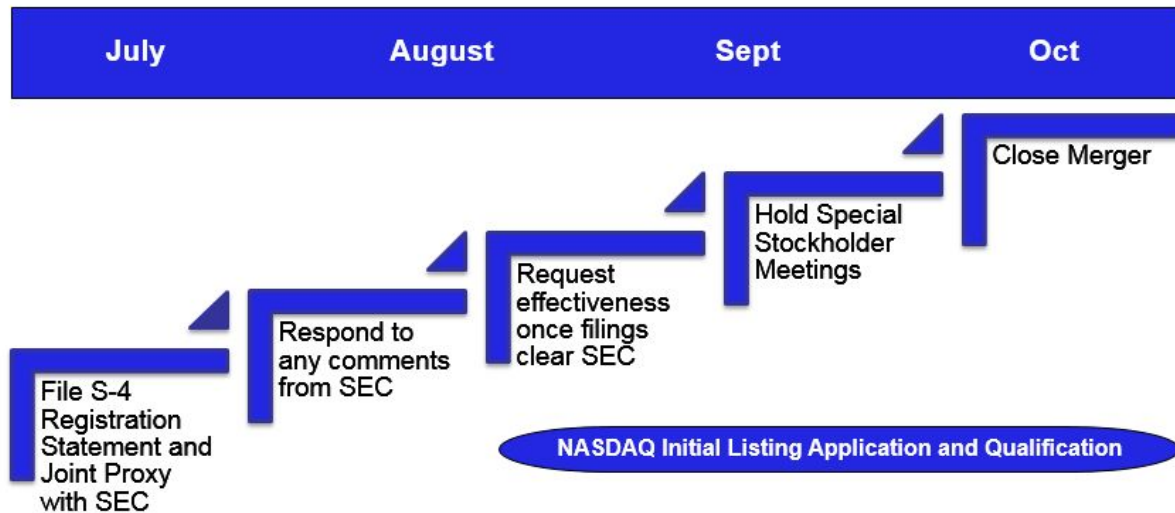 July August Sept Oct
File S-4
Registration
Statement and
Joint Proxy
with SEC
Respond to
any comments
from SEC
Request
effectiveness
once filings
clear SEC
Hold Special
Stockholder
Meetings
Close Merger
NASDAQ Initial Listing Application and Qualification